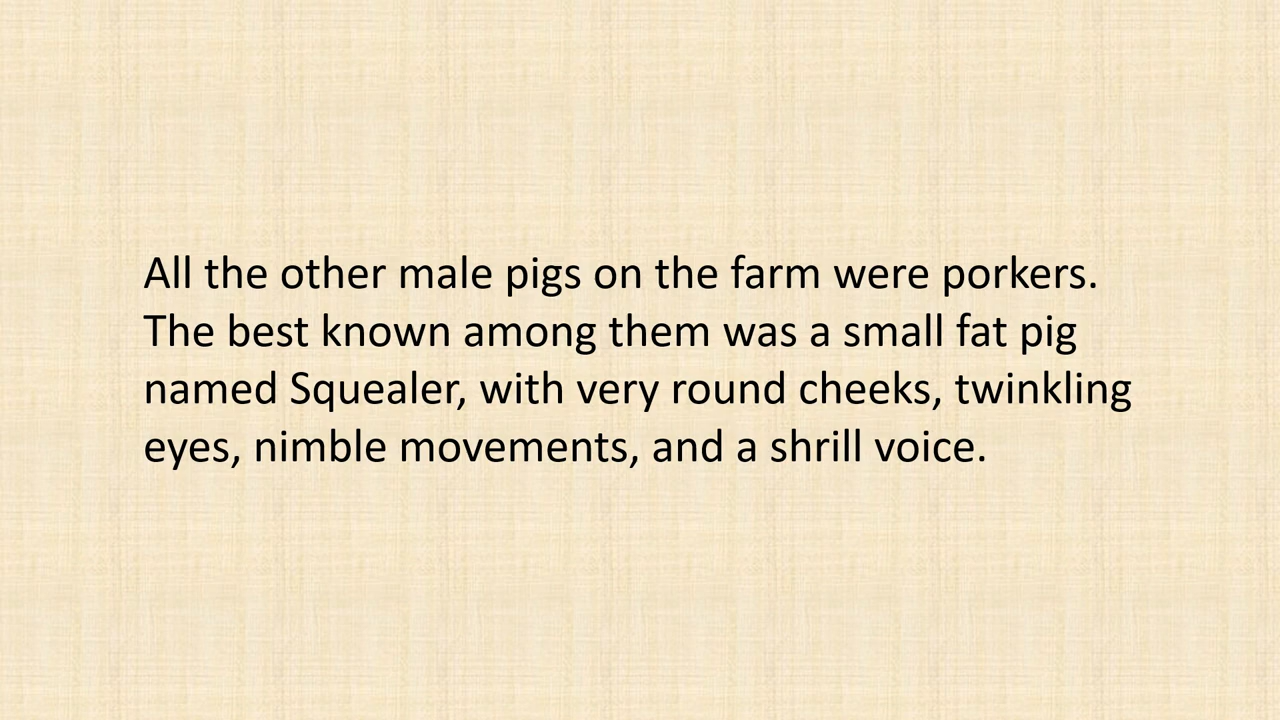 All the other male pigs on the farm were porkers.
The best known among them was a small fat pig
named Squealer, with very round cheeks, twinkling
eyes, nimble movements, and a shrill voice.